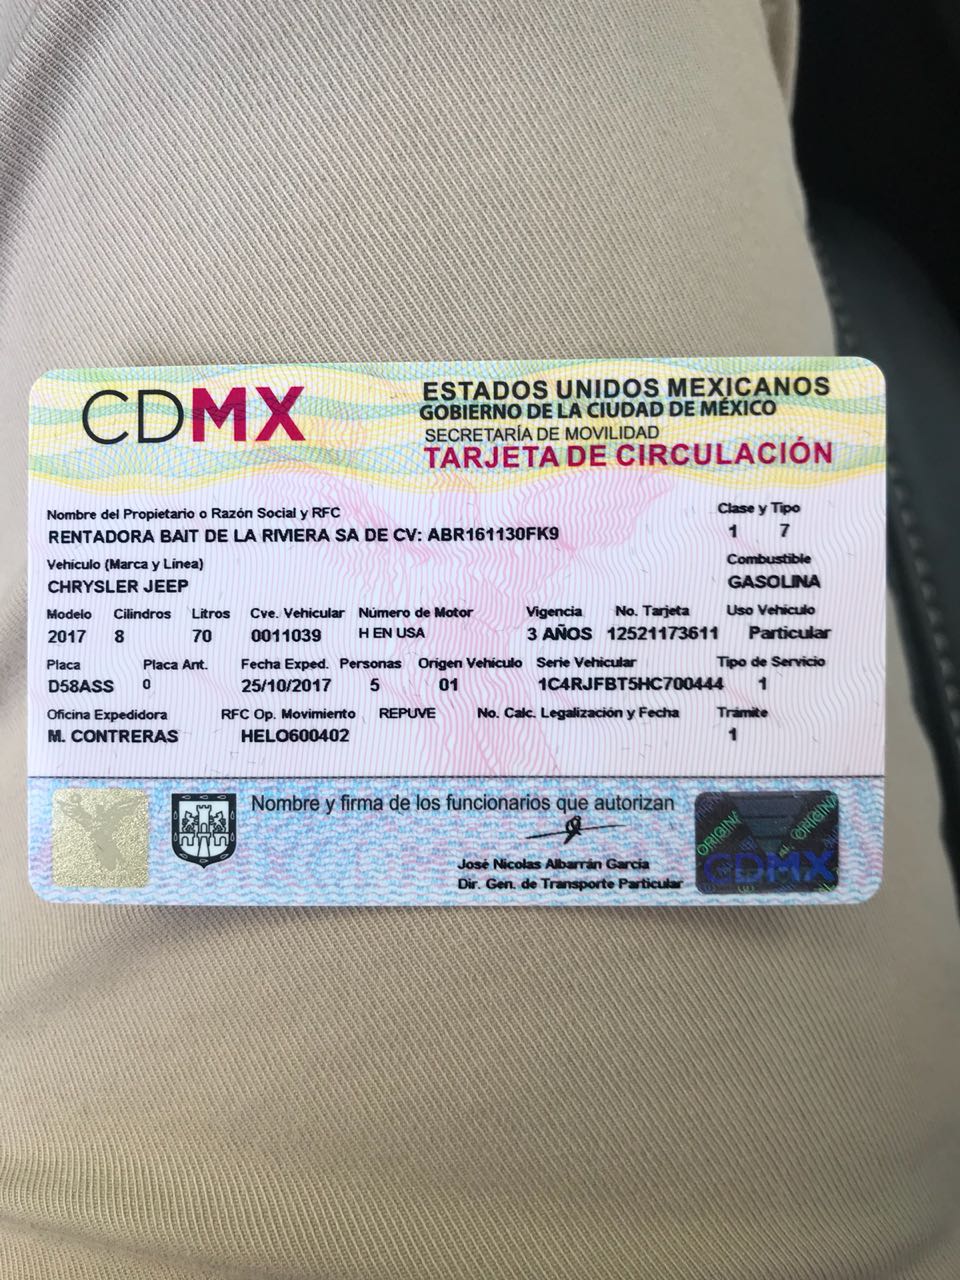 CDMX
ESTADOS UNIDOS MEXICANOS
GOBIERNO DE LA CIUDAD DE MÉXICO
SECRETARÍA DE MOVILIDAD
TARJETA DE CIRCULACIÓN
Nombre del Propietario o Razón Social y RFC Clase y Tipo
RENTADORA BAIT DE LA RIVIERA SA DE CV: ABR161130FK9 1 7
Vehículo (Marca y Línea) Combustible
CHRYSLER JEEP GASOLINA
Modelo Cilindros Litros Cve. Vehicular Número de Motor Vigencia No. Tarjeta Uso Vehículo
2017 8 70 0011039 H EN USA 3 AÑOS 12521173611 Particular
Placa Placa Ant. Fecha Exped. Personas Origen Vehículo Serie Vehicular Tipo de Servicio
D58ASS 0 25/10/2017 5 01 1C4RJFBT5HC700444 1
Oficina Expedidora RFC Op. Movimiento REPUVE No. Calc. Legalización y Fecha Trámite
M. CONTRERAS HELO600402 1
Nombre y firma de los funcionarios que autorizan
José Nicolas Albarrán García
Dir. Gen. de Transporte Particular
ORIGINAL
CDMX